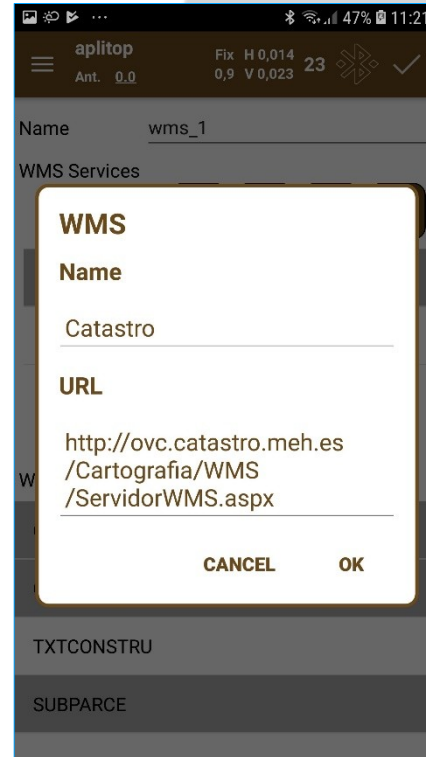 47% 11:21
aplitop
Fix H 0,014
23
Ant. 0.0
0,9 V 0,023
Name wms_1
WMS Services
WMS
Name
Catastro
URL
http://ovc.catastro.meh.es
/Cartografia/WMS
/ServidorWMS.aspx
W
CANCEL OK
TXTCONSTRU
SUBPARCE